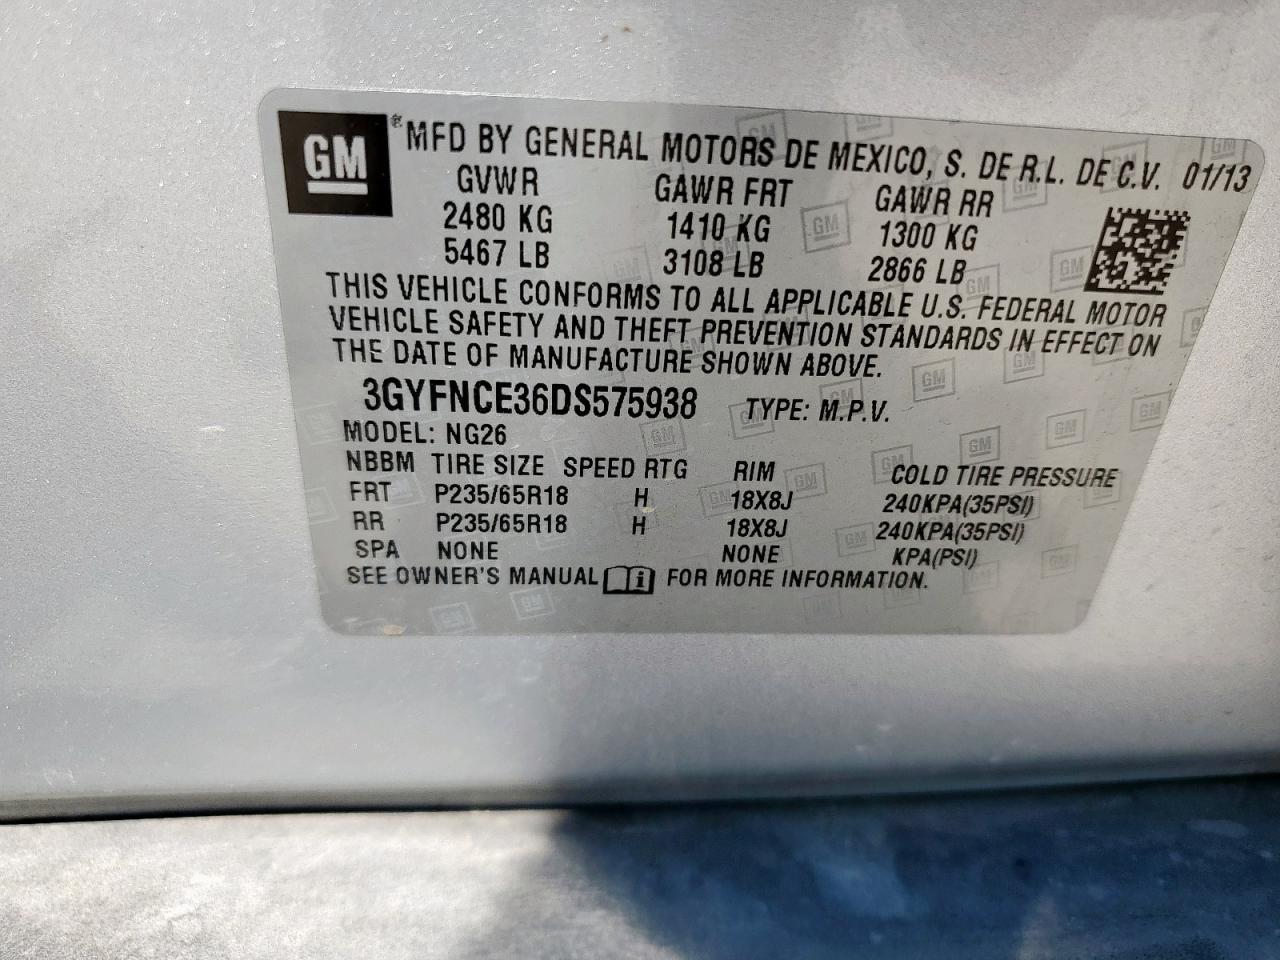 GM ® MFD BY GENERAL MOTORS DE MEXICO, S. DE R.L. DE C.V. 01/13
GVWR GAWR FRT GAWR RR
2480 KG 1410 KG 1300 KG
5467 LB 3108 LB 2866 LB
THIS VEHICLE CONFORMS TO ALL APPLICABLE U.S. FEDERAL MOTOR
VEHICLE SAFETY AND THEFT PREVENTION STANDARDS IN EFFECT ON
THE DATE OF MANUFACTURE SHOWN ABOVE.
3GYFNCE36DS575938 TYPE: M.P.V.
MODEL: NG26
NBBM TIRE SIZE SPEED RTG RIM COLD TIRE PRESSURE
FRT P235/65R18 H 18X8J 240KPA(35PSI)
RR P235/65R18 H 18X8J 240KPA(35PSI)
SPA NONE NONE KPA(PSI)
SEE OWNER'S MANUAL FOR MORE INFORMATION.